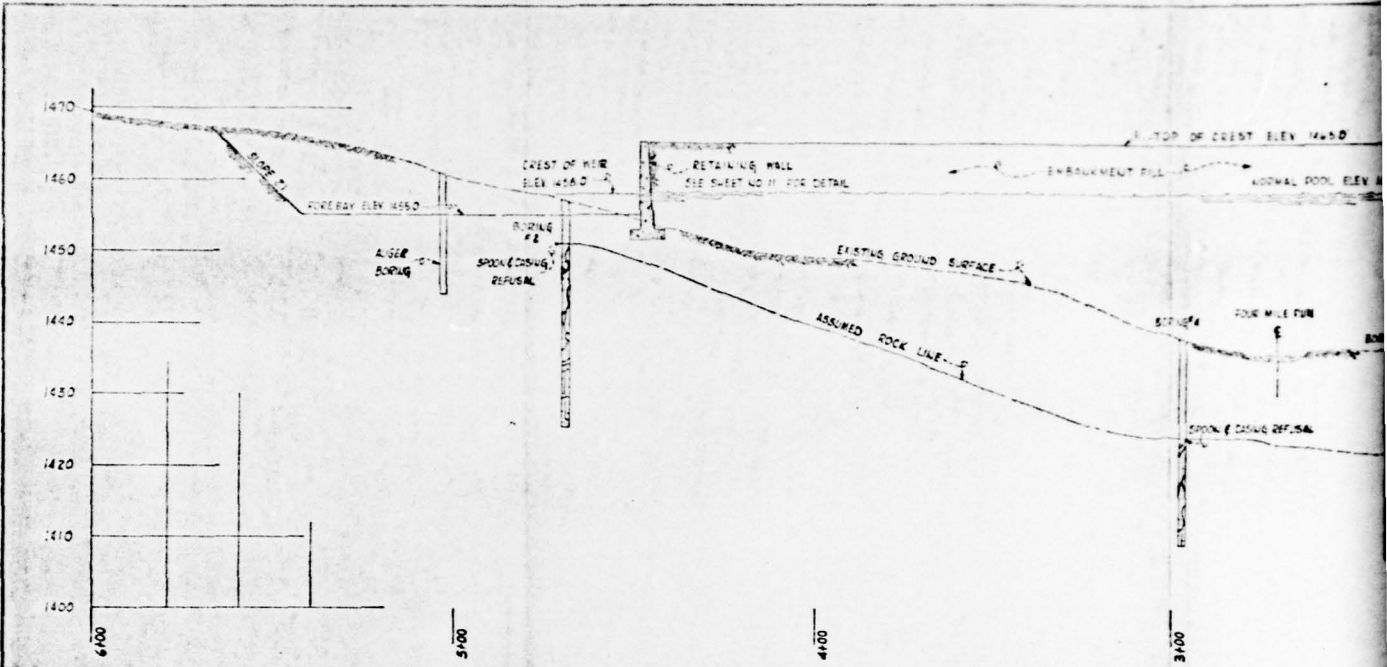 1470
1460
1450
1440
1430
1420
1410
1400
6+00
5+00
4+00
3+00
SLOPE 2:1
FOREBAY ELEV 1455.0
AUGER
BORING
CREST OF WEIR
ELEV. 1458.0
BORING
#2
SPOON & CASING
REFUSAL
RETAINING WALL
SEE SHEET NO. 11 FOR DETAIL
TOP OF CREST ELEV. 1465.0
EMBANKMENT FILL
NORMAL POOL ELEV
EXISTING GROUND SURFACE
ASSUMED ROCK LINE
BORING #4
FOUR MILE RUN
℄
SPOON & CASING REFUSAL